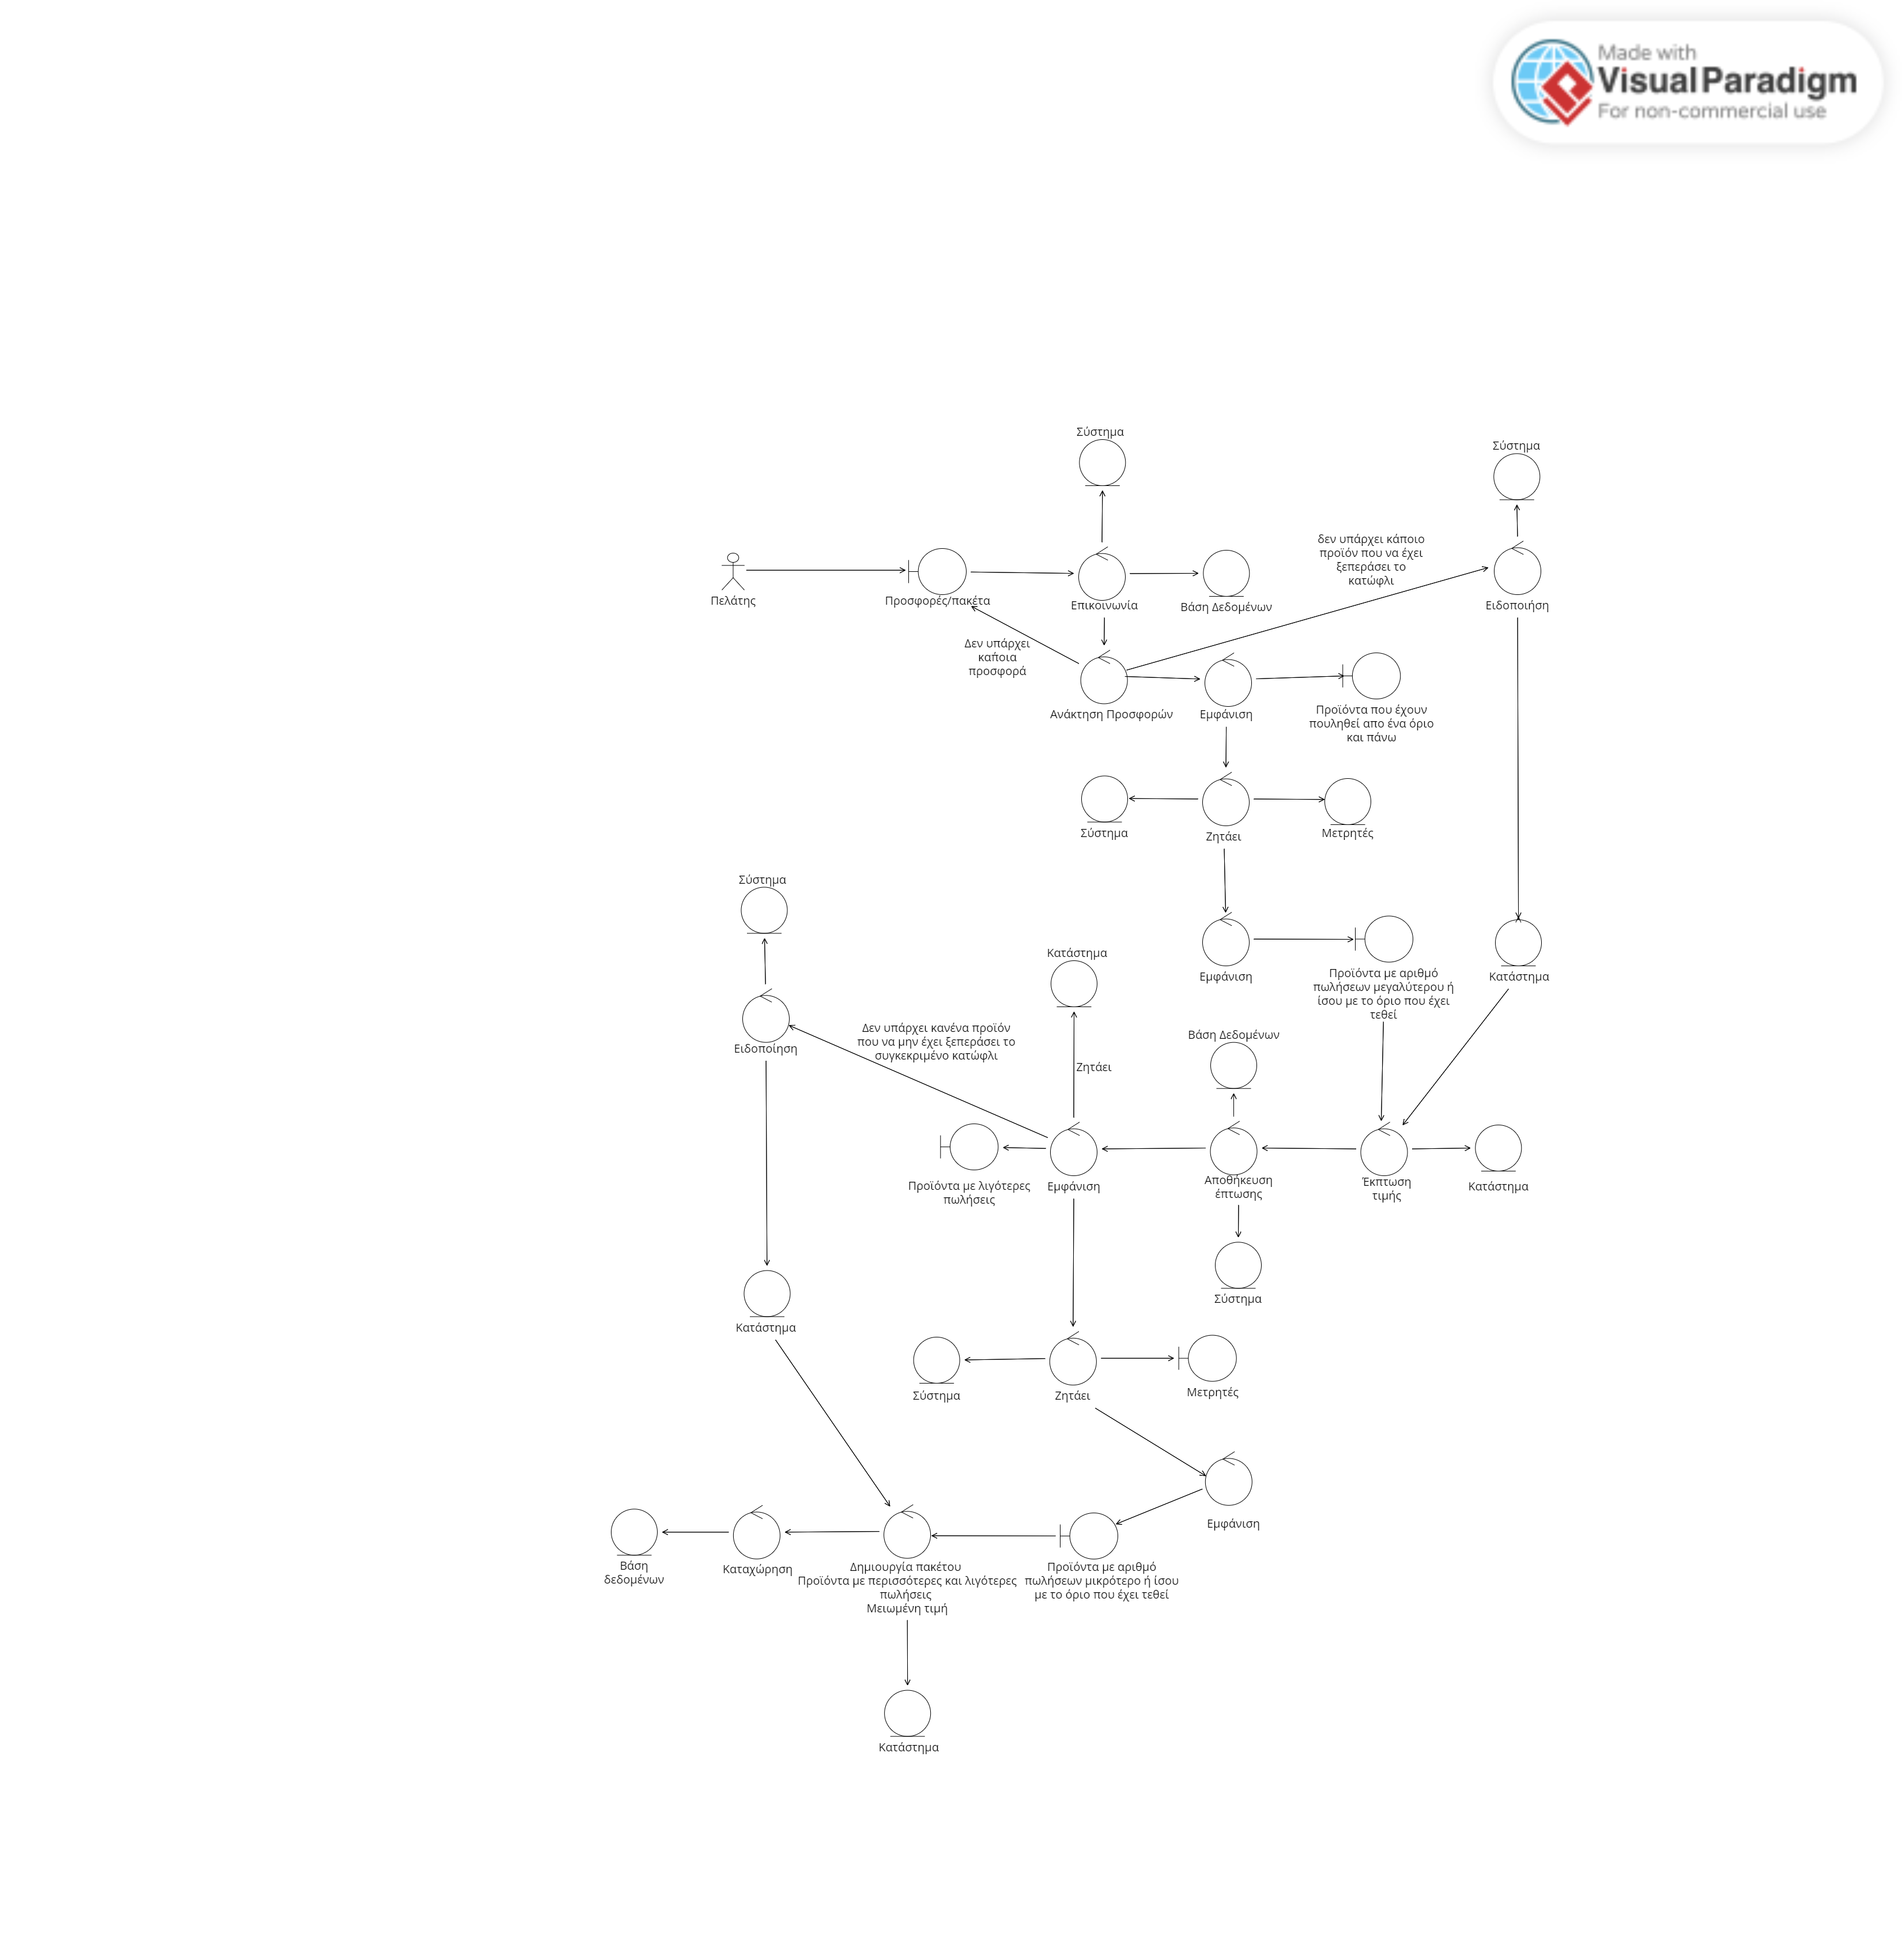 Made with
Visual Paradigm
For non-commercial use
Σύστημα
Σύστημα
δεν υπάρχει κάποιο
προϊόν που να έχει
ξεπεράσει το
κατώφλι
Πελάτης
Προσφορές/πακέτα
Επικοινωνία
Βάση Δεδομένων
Ειδοποιήση
Δεν υπάρχει
κάποια
προσφορά
Ανάκτηση Προσφορών
Εμφάνιση
Προϊόντα που έχουν
πουληθεί απο ένα όριο
και πάνω
Σύστημα
Ζητάει
Μετρητές
Σύστημα
Κατάστημα
Εμφάνιση
Προϊόντα με αριθμό
πωλήσεων μεγαλύτερου ή
ίσου με το όριο που έχει
τεθεί
Κατάστημα
Ειδοποίηση
Δεν υπάρχει κανένα προϊόν
που να μην έχει ξεπεράσει το
συγκεκριμένο κατώφλι
Βάση Δεδομένων
Ζητάει
Προϊόντα με λιγότερες
πωλήσεις
Εμφάνιση
Αποθήκευση
έπτωσης
Έκπτωση
τιμής
Κατάστημα
Σύστημα
Κατάστημα
Σύστημα
Ζητάει
Μετρητές
Εμφάνιση
Βάση
δεδομένων
Καταχώρηση
Δημιουργία πακέτου
Προϊόντα με περισσότερες και λιγότερες
πωλήσεις
Μειωμένη τιμή
Προϊόντα με αριθμό
πωλήσεων μικρότερο ή ίσου
με το όριο που έχει τεθεί
Κατάστημα